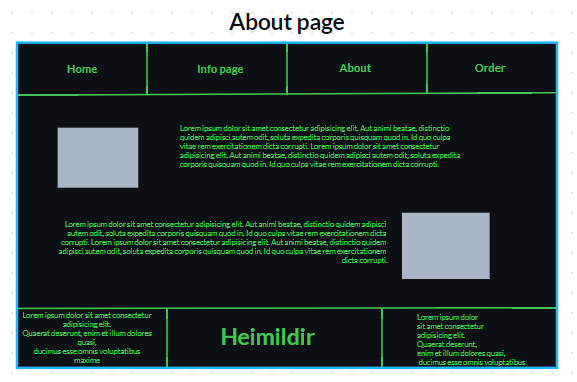 About page
Home
Info page
About
Order
Lorem ipsum dolor sit amet consectetur adipisicing elit. Aut animi beatae, distinctio
quidem adipisci autem odit, soluta expedita corporis quisquam quod in. Id quo culpa
vitae rem exercitationem dicta corrupti. Lorem ipsum dolor sit amet consectetur
adipisicing elit. Aut animi beatae, distinctio quidem adipisci autem odit, soluta expedita
corporis quisquam quod in. Id quo culpa vitae rem exercitationem dicta corrupti.
Lorem ipsum dolor sit amet consectetur adipisicing elit. Aut animi beatae, distinctio quidem adipisci
autem odit, soluta expedita corporis quisquam quod in. Id quo culpa vitae rem exercitationem dicta
corrupti. Lorem ipsum dolor sit amet consectetur adipisicing elit. Aut animi beatae, distinctio quidem
adipisci autem odit, soluta expedita corporis quisquam quod in. Id quo culpa vitae rem exercitationem
dicta corrupti.
Lorem ipsum dolor sit amet consectetur
adipisicing elit.
Quaerat deserunt, enim et illum dolores
quasi,
ducimus esse omnis voluptatibus
maxime
Heimildir
Lorem ipsum dolor
sit amet consectetur
adipisicing elit.
Quaerat deserunt,
enim et illum dolores quasi,
ducimus esse omnis voluptatibus